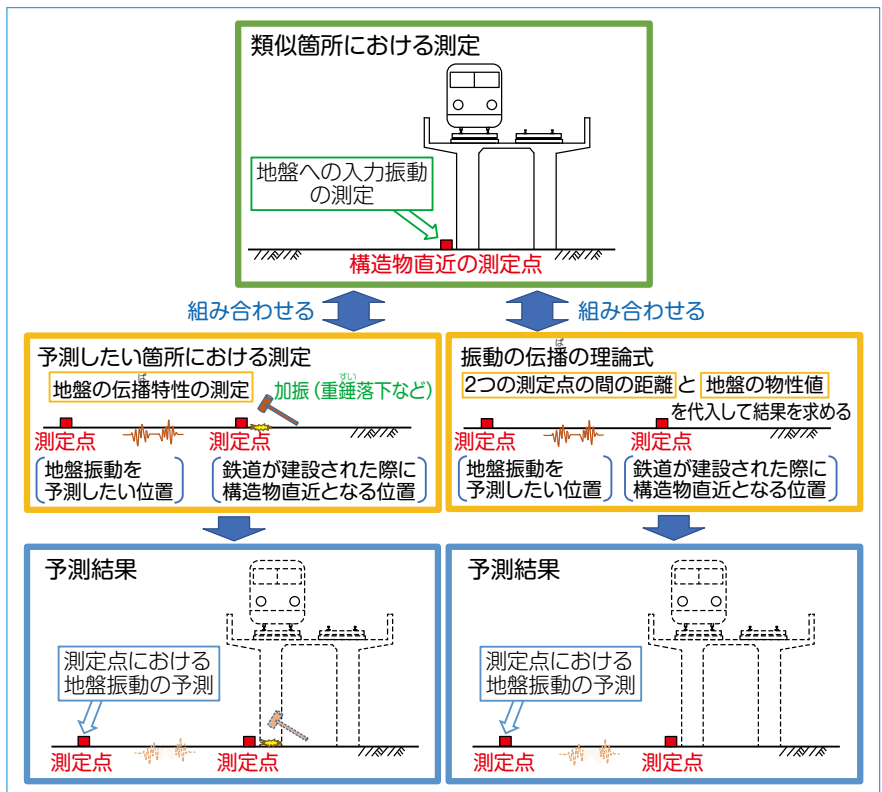 類似箇所における測定
地盤への入力振動
の測定
構造物直近の測定点
組み合わせる
組み合わせる
予測したい箇所における測定
地盤の伝播特性の測定
ば
加振(重錘落下など)
すい
測定点
測定点
地盤振動を
予測したい位置
鉄道が建設された際に
構造物直近となる位置
振動の伝播の理論式
ば
2つの測定点の間の距離 と 地盤の物性値
を代入して結果を求める
測定点
測定点
地盤振動を
予測したい位置
鉄道が建設された際に
構造物直近となる位置
予測結果
測定点における
地盤振動の予測
測定点
測定点
予測結果
測定点における
地盤振動の予測
測定点
測定点